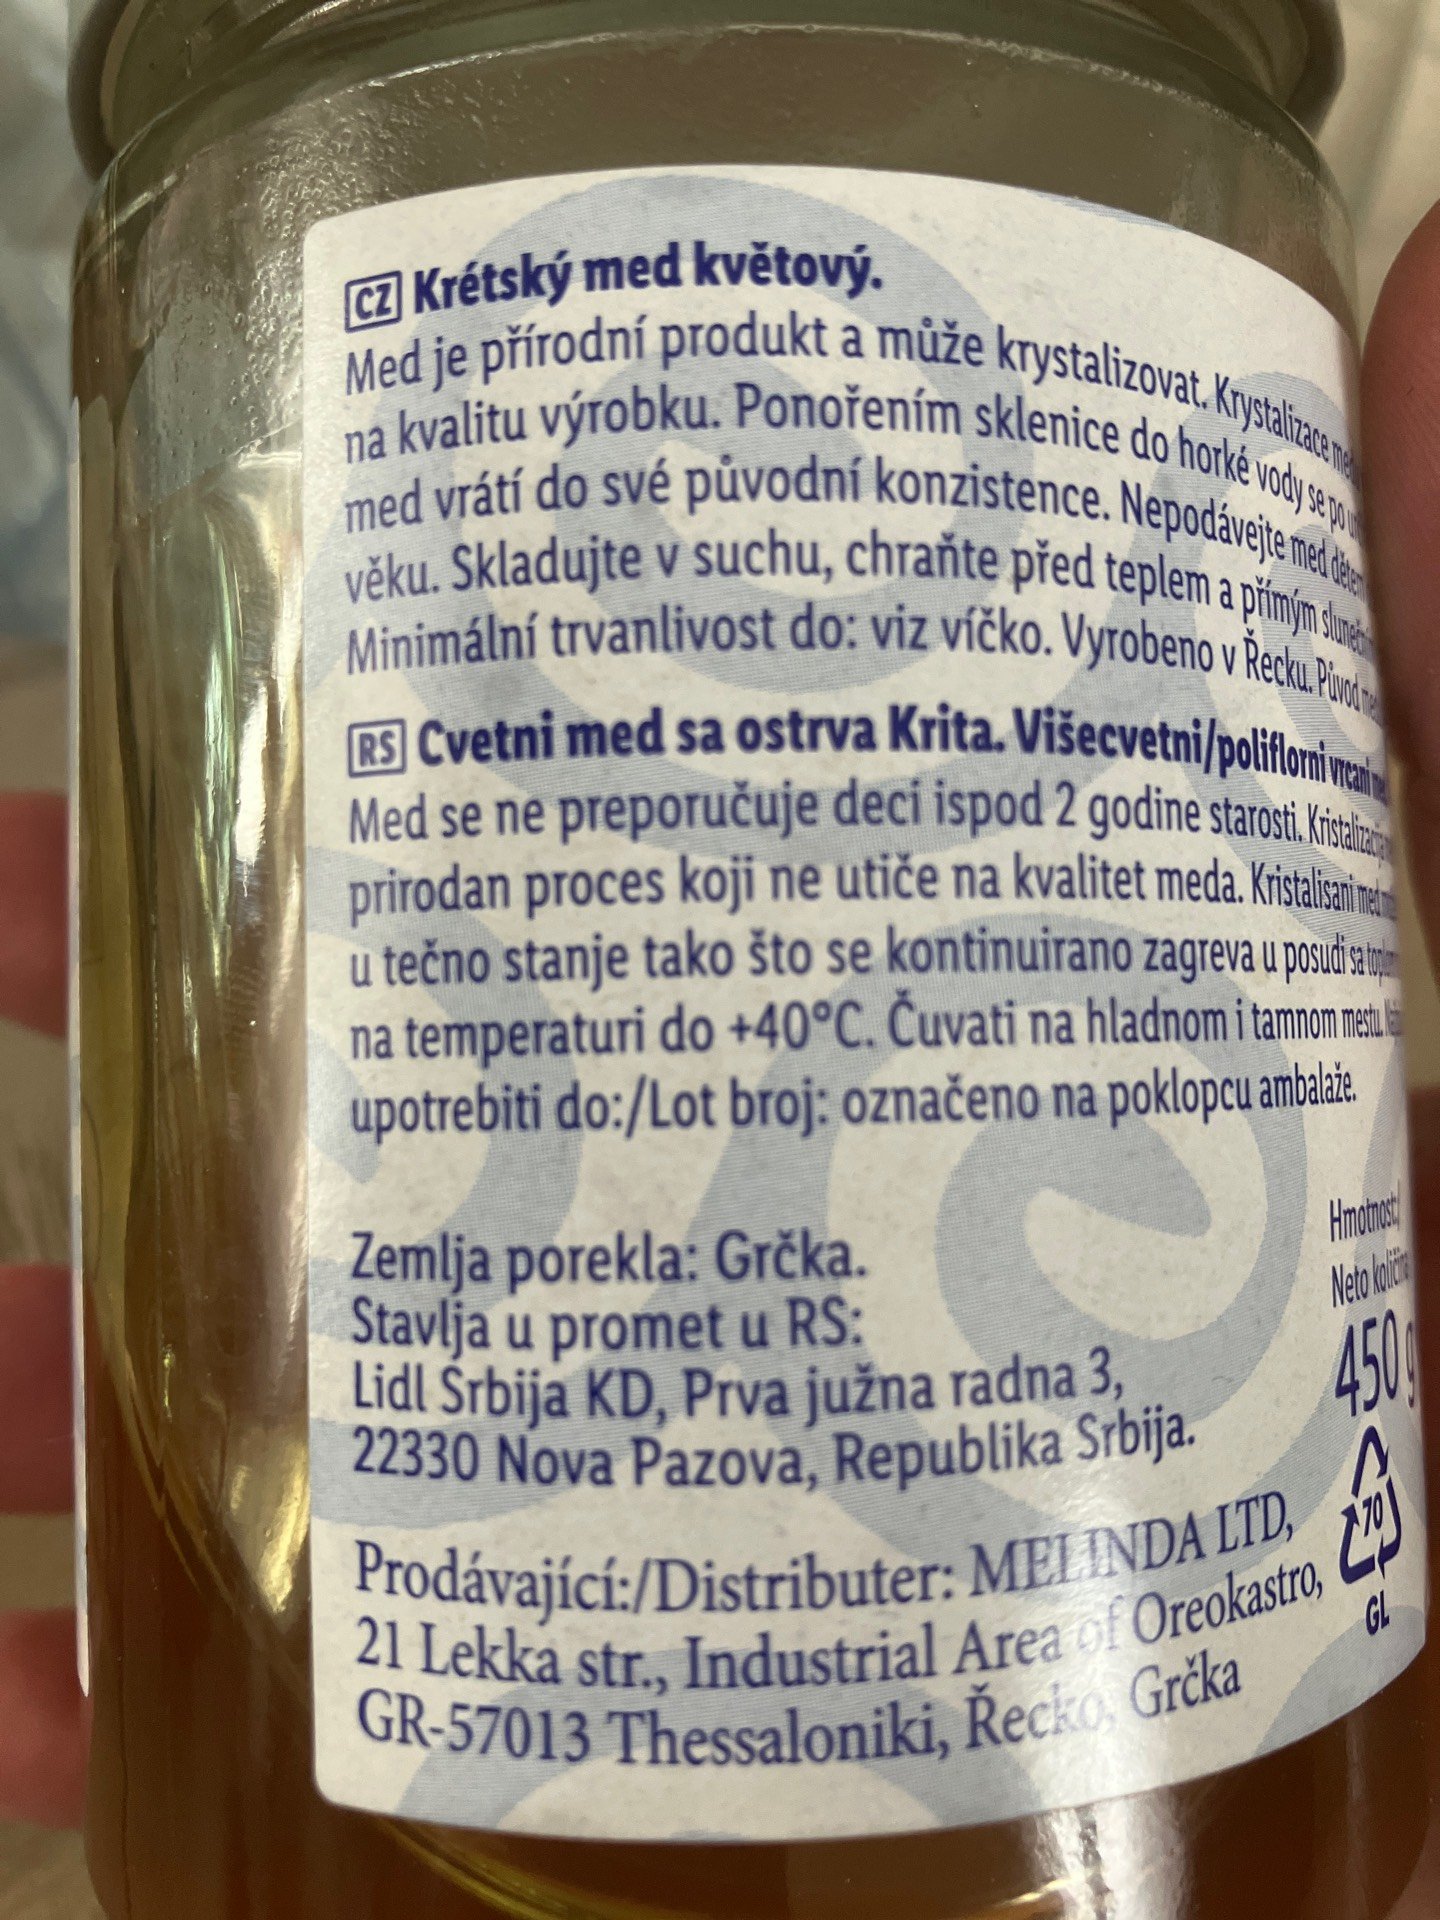 CZ Krétský med květový.
Med je přírodní produkt a může krystalizovat. Krystalizace
na kvalitu výrobku. Ponořením sklenice do horké vody se po
med vrátí do své původní konzistence. Nepodávejte med dětem
věku. Skladujte v suchu, chraňte před teplem a přímým
Minimální trvanlivost do: viz víčko. Vyrobeno v Řecku. Původ
RS Cvetni med sa ostrva Krita. Višecvetni/poliflorni vrcani
Med se ne preporučuje deci ispod 2 godine starosti. Kristalizacija
prirodan proces koji ne utiče na kvalitet meda. Kristalisani med
u tečno stanje tako što se kontinuirano zagreva u posudi sa
na temperaturi do +40°C. Čuvati na hladnom i tamnom mestu.
upotrebiti do:/Lot broj: označeno na poklopcu ambalaže.
Zemlja porekla: Grčka.
Stavlja u promet u RS:
Lidl Srbija KD, Prva južna radna 3,
22330 Nova Pazova, Republika Srbija.
Hmotnost:/
Neto količina
450 g
70
GL
Prodávající:/Distributer: MELINDA LTD,
21 Lekka str., Industrial Area of Oreokastro,
GR-57013 Thessaloniki, Řecko, Grčka